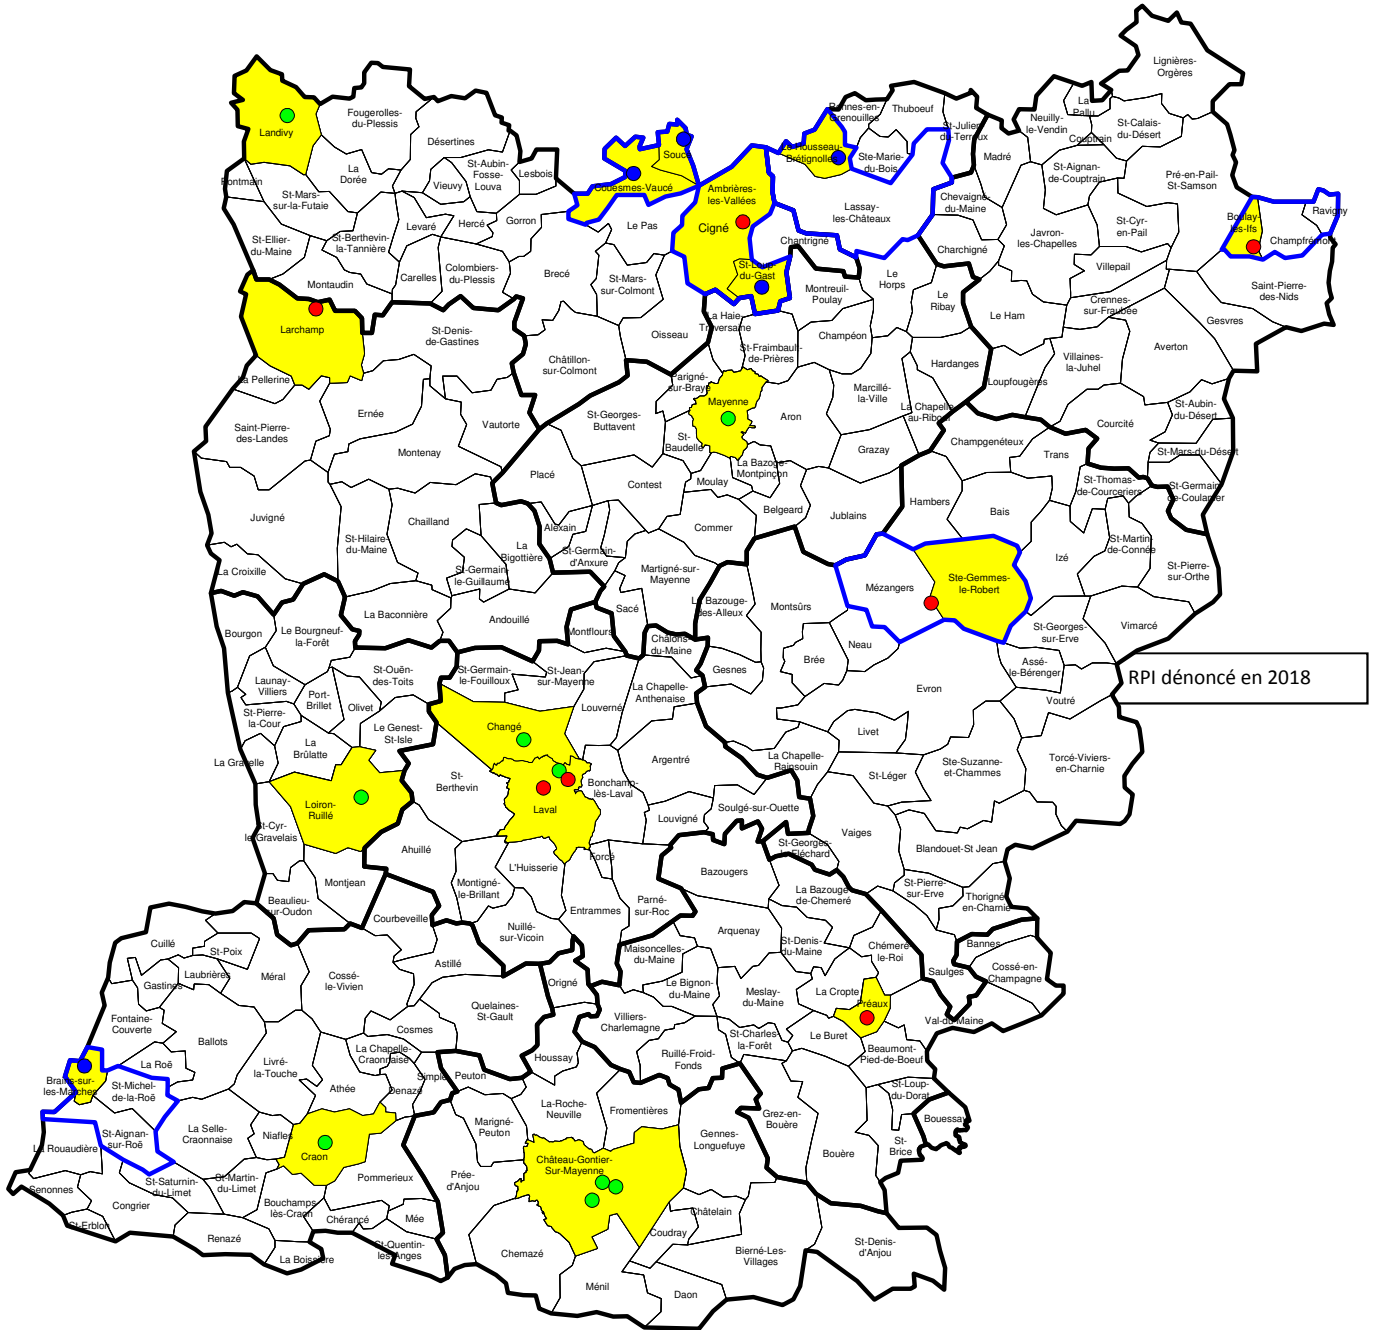 Lignières-
Orgères
La
Pallu
Neuilly-
le-Vendin
St-Calais-
du-Désert
Couptrain
Rennes-en-
Grenouilles
Thuboeuf
St-Julien-
du-Terroux
Madré
St-Aignan-
de-Couptrain
Pré-en-Pail-
St-Samson
Landivy
Fougerolles-
du-Plessis
Désertines
La
Dorée
St-Aubin-
Fosse-
Louva
Lesbois
Vieuvy
Soucé
Couesmes-Vaucé
Le Housseau-
Brétignolles
Ste-Marie-
du-Bois
Pontmain
St-Mars-
sur-la-Futaie
Levaré
Hercé
Gorron
Le Pas
Ambrières-
les-Vallées
Cigné
Lassay-
les-Châteaux
Chantrigné
Chevaigné-
du-Maine
Charchigné
Javron-
les-Chapelles
St-Cyr-
en-Pail
Villepail
Boulay-
les-Ifs
Ravigny
Champfrémont
St-Ellier-
du-Maine
St-Berthevin-
la-Tannière
Montaudin
Carelles
Colombiers-
du-Plessis
Brecé
St-Mars-
sur-Colmont
St-Loup-
du-Gast
Montreuil-
Poulay
Le
Horps
Le
Ribay
Le Ham
Crennes-
sur-Fraubée
Saint-Pierre-
des-Nids
Gesvres
Larchamp
St-Denis-
de-Gastines
Oisseau
La Haie-
Traversaine
St-Fraimbault-
de-Prières
Champéon
Hardanges
Loupfougères
Villaines-
la-Juhel
Averton
La Pellerine
Châtillon-
sur-Colmont
Parigné-
sur-Braye
Mayenne
Aron
Marcillé-
la-Ville
La Chapelle-
au-Riboul
Courcité
St-Aubin-
du-Désert
St-Mars-du-Désert
Ernée
Saint-Pierre-
des-Landes
Vautorte
Montenay
St-Georges-
Buttavent
St-
Baudelle
Placé
Contest
Moulay
La Bazoge-
Montpinçon
Grazay
Champgenéteux
Trans
St-Thomas-
de-Courceriers
St-Germain-
de-Coulamer
Belgeard
Jublains
Hambers
Bais
Izé
St-Martin-
de-Connée
St-Pierre-
sur-Orthe
Juvigné
Chailland
St-Hilaire-
du-Maine
La
Bigottière
Alexain
St-Germain-
d'Anxure
Commer
Martigné-sur-
Mayenne
Sacé
La Croixille
St-Germain-
le-Guillaume
La Baconnière
Andouillé
Montflours
La Bazouge-
des-Alleux
Montsûrs
Mézangers
Ste-Gemmes-
le-Robert
St-Georges-
sur-Erve
Vimarcé
Châlons-
du-Maine
Gesnes
Brée
Neau
Evron
Assé-
le-Bérenger
Voutré
RPI dénoncé en 2018
Bourgon
Le Bourgneuf-
la-Forêt
Launay-
Villiers
Port-
Brillet
St-Ouën-
des-Toits
Olivet
St-Pierre-
la-Cour
Le Genest-
St-Isle
La
Brûlatte
La Gravelle
St-Germain-
le-Fouilloux
St-Jean-
sur-Mayenne
Louverné
La Chapelle-
Anthenaise
Changé
Argentré
St-
Berthevin
Laval
Bonchamp-
lès-Laval
Louvigné
La Chapelle-
Rainsouin
Soulgé-sur-Ouette
Livet
St-Léger
Ste-Suzanne-
et-Chammes
Torcé-Viviers-
en-Charnie
Vaiges
Blandouet-St Jean
Loiron-
Ruillé
St-Cyr-
le-Gravelais
Montjean
Beaulieu-
sur-Oudon
Ahuillé
Courbeveille
Montigné-
le-Brillant
L'Huisserie
Forcé
Entrammes
Nuillé-
sur-Vicoin
Parné-
sur-Roc
St-Georges-
le-Fléchard
Bazougers
La Bazouge-
de-Chemeré
St-Pierre-
sur-Erve
Thorigné-
en-Charnie
Bannes
Cossé-en-
Champagne
Saulges
Chémeré-
le-Roi
St-Denis-
du-Maine
Arquenay
Maisoncelles-
du-Maine
Le Bignon-
du-Maine
Meslay-
du-Maine
La Cropte
Préaux
Val-du-Maine
Cuillé
St-Poix
Gastines
Laubrières
Méral
Cossé-
le-Vivien
Astillé
Quelaines-
St-Gault
Origné
Villiers-
Charlemagne
Houssay
Ruillé-Froid-
Fonds
St-Charles-
la-Forêt
Le Buret
Beaumont-
Pied-de-Boeuf
St-Loup-
du-Dorat
Bouessay
Fontaine-
Couverte
Ballots
Cosmes
La Chapelle-
Craonnaise
Livré-
la-Touche
Athée
Denazé
Simplé
Peuton
La Roë
Brains-sur-
les-Marches
St-Michel-
de-la-Roë
St-Aignan-
sur-Roë
La Selle-
Craonnaise
Niafles
Craon
Pommerieux
Marigné-
Peuton
La-Roche-
Neuville
Fromentières
Gennes-
Longuefuye
Grez-en-
Bouère
Bouère
St-
Brice
La Rouaudière
Senonnes
St-Erblon
Congrier
St-Saturnin-
du-Limet
St-Martin-
du-Limet
Renazé
Bouchamps-
lès-Craon
La Boissière
Chérancé
Mée
St-Quentin-
les-Anges
Prée-
d'Anjou
Chemazé
Château-Gontier-
Sur-Mayenne
Coudray
Châtelain
Bierné-Les-
Villages
St-Denis-
d'Anjou
Ménil
Daon